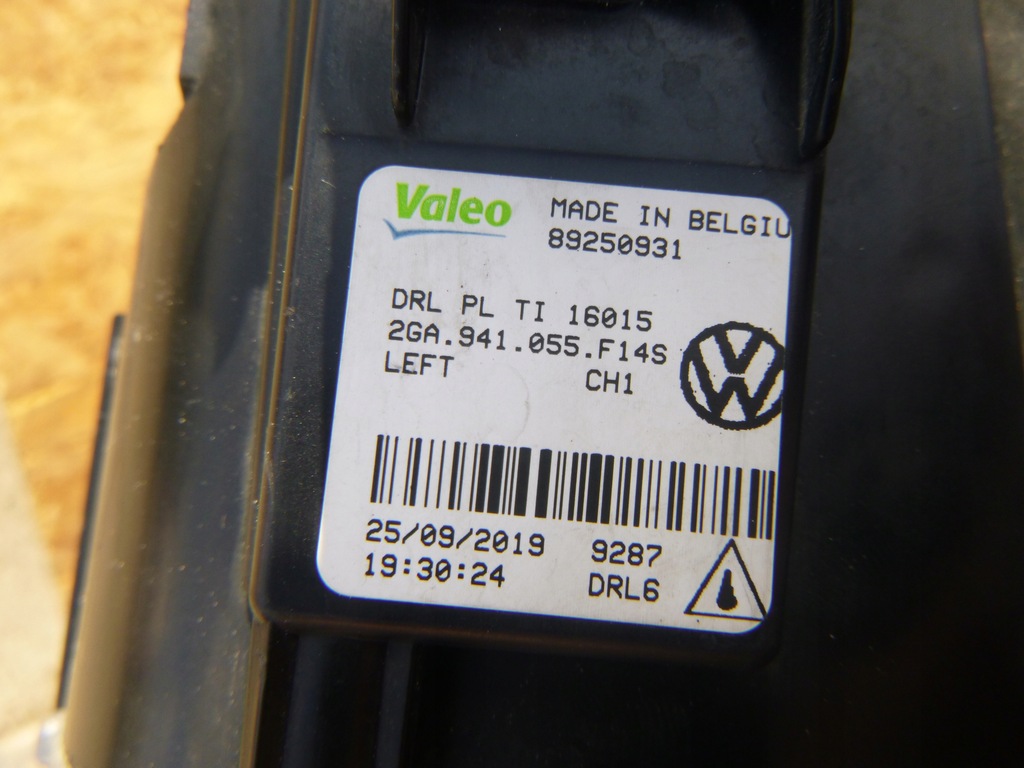 Valeo
MADE IN BELGIU
89250931
DRL PL TI 16015
2GA.941.055.F14S
LEFT CH1
25/09/2019 9287
19:30:24 DRL6